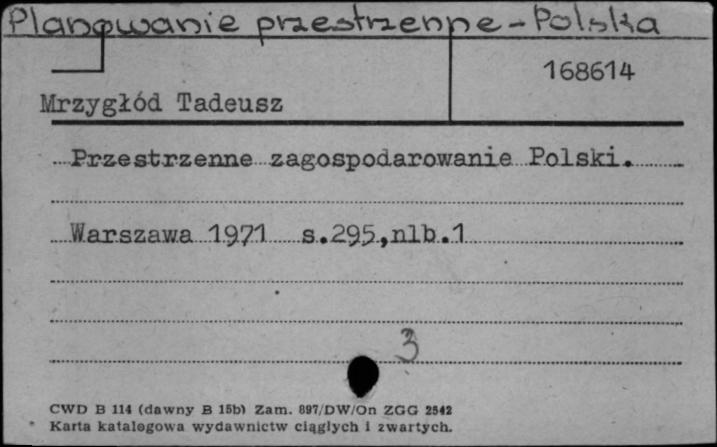 Planowanie przestrzenne - Polska
168614
Mrzygłód Tadeusz
Przestrzenne zagospodarowanie Polski.
Warszawa 1971 s.295,nlb.1
3
CWD B 114 (dawny B 15b) Zam. 897/DW/On ZGG 2542
Karta katalogowa wydawnictw ciągłych i zwartych.